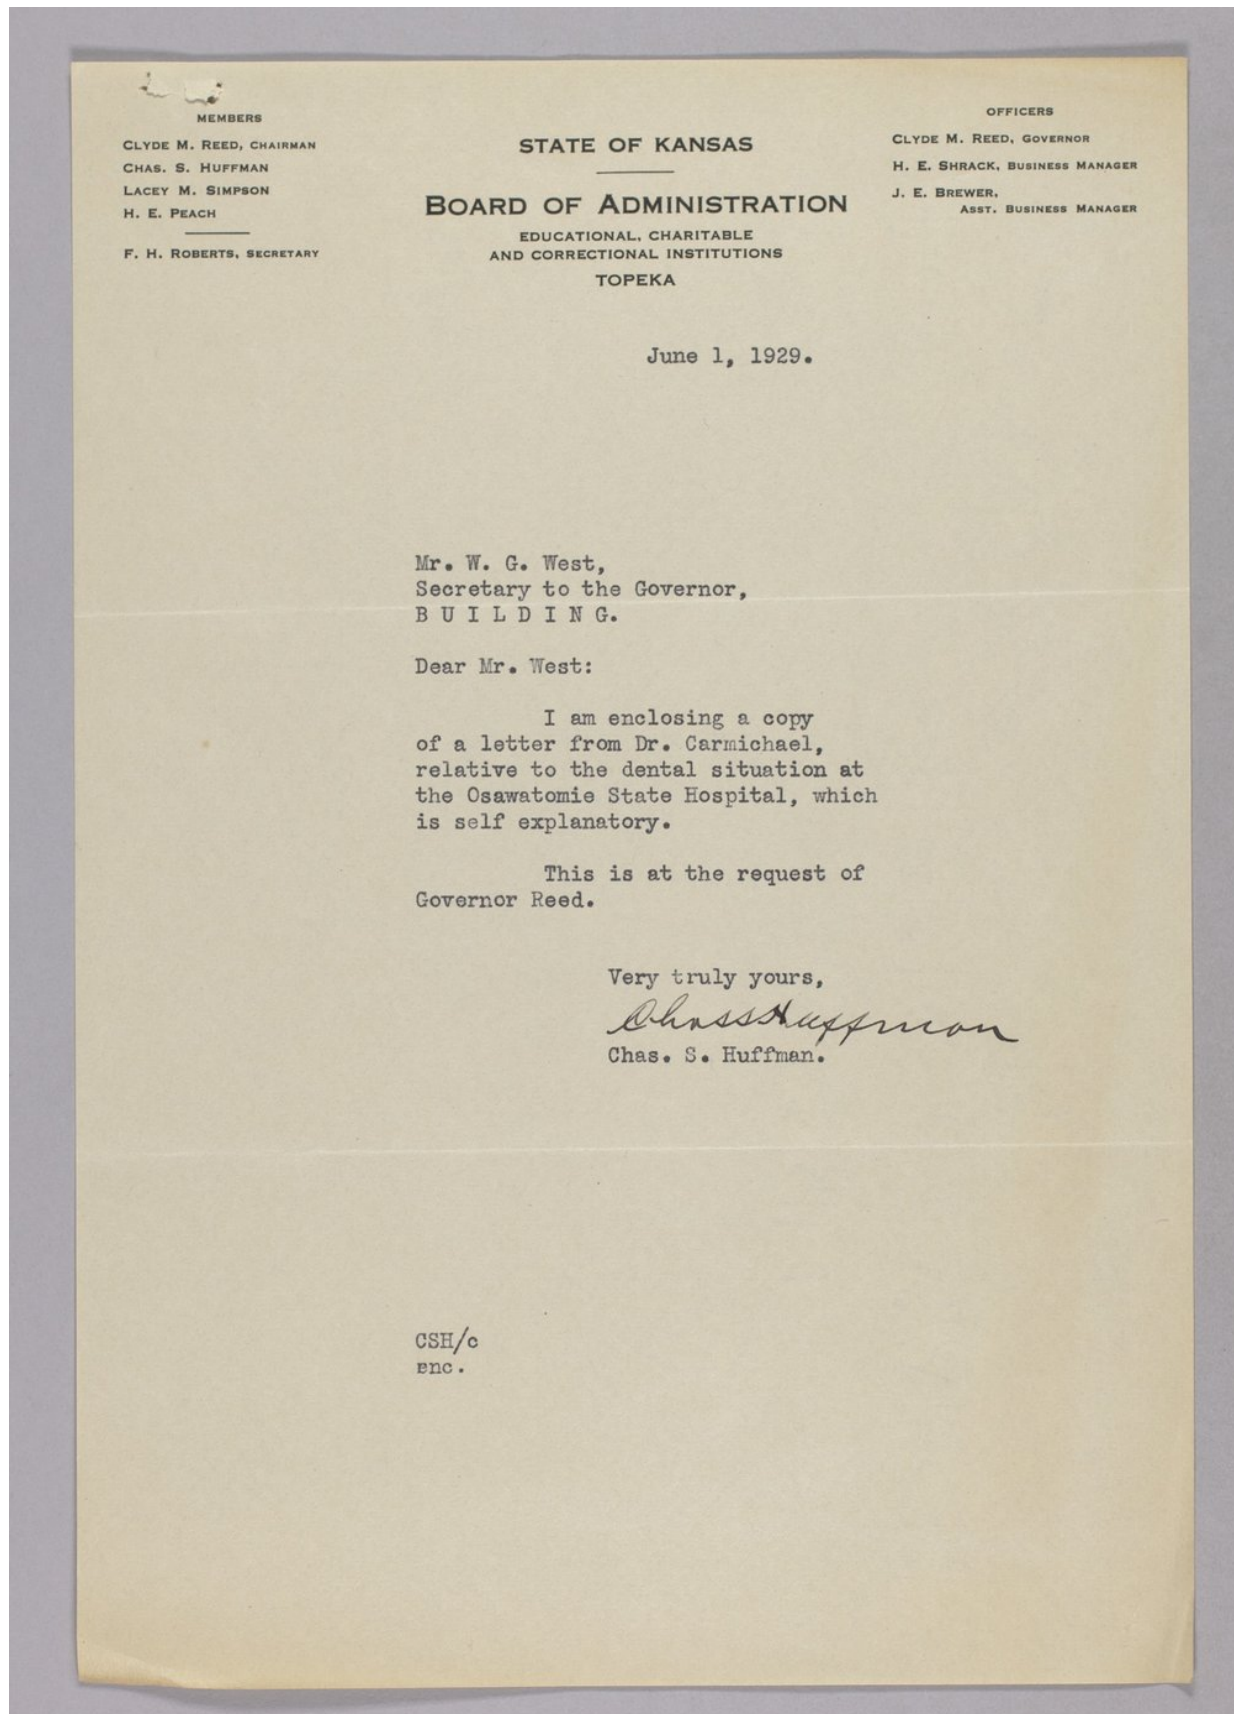 MEMBERS
CLYDE M. REED, CHAIRMAN
CHAS. S. HUFFMAN
LACEY M. SIMPSON
H. E. PEACH
F. H. ROBERTS, SECRETARY
STATE OF KANSAS
BOARD OF ADMINISTRATION
EDUCATIONAL, CHARITABLE
AND CORRECTIONAL INSTITUTIONS
TOPEKA
OFFICERS
CLYDE M. REED, GOVERNOR
H. E. SHRACK, BUSINESS MANAGER
J. E. BREWER,
ASST. BUSINESS MANAGER
June 1, 1929.
Mr. W. G. West,
Secretary to the Governor,
B U I L D I N G.
Dear Mr. West:
I am enclosing a copy
of a letter from Dr. Carmichael,
relative to the dental situation at
the Osawatomie State Hospital, which
is self explanatory.
This is at the request of
Governor Reed.
Very truly yours,
Chas S Huffman
Chas. S. Huffman.
CSH/c
enc.